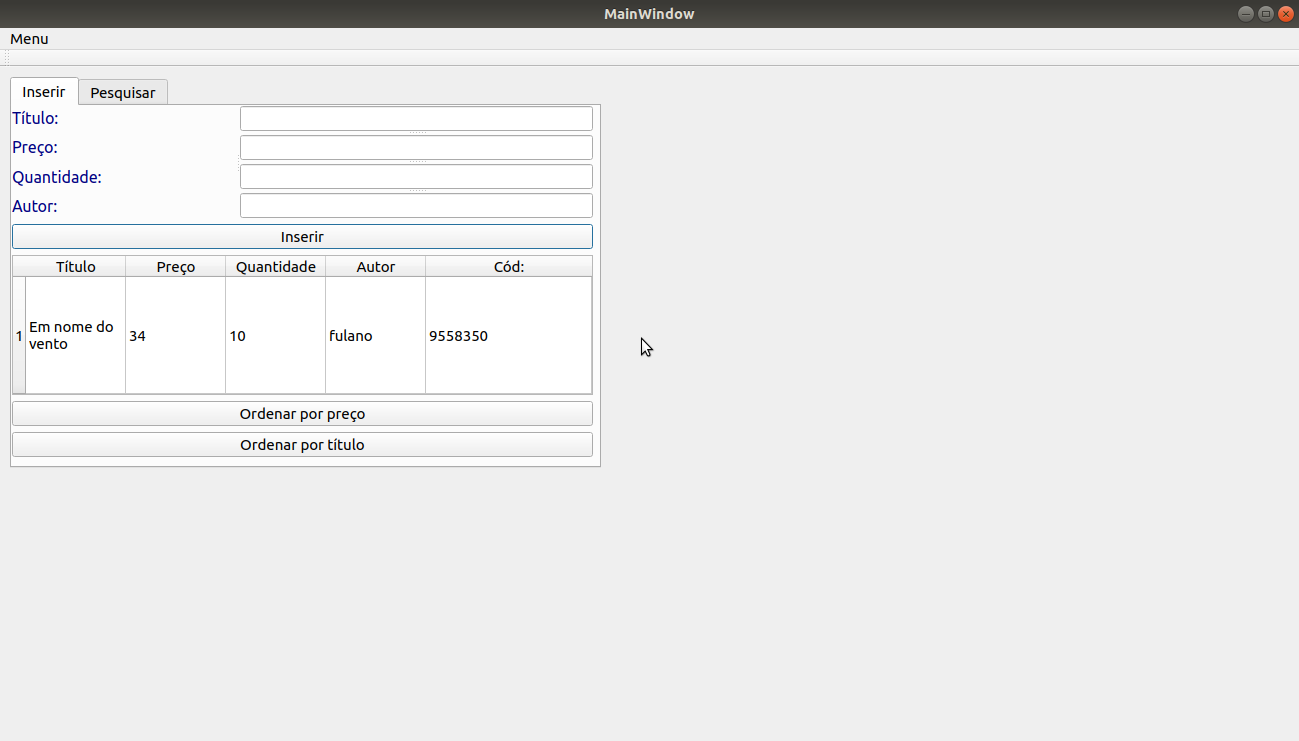 MainWindow
Menu
Inserir Pesquisar
Título:
Preço:
Quantidade:
Autor:
Inserir
Título Preço Quantidade Autor Cód:
1 Em nome do vento 34 10 fulano 9558350
Ordenar por preço
Ordenar por título